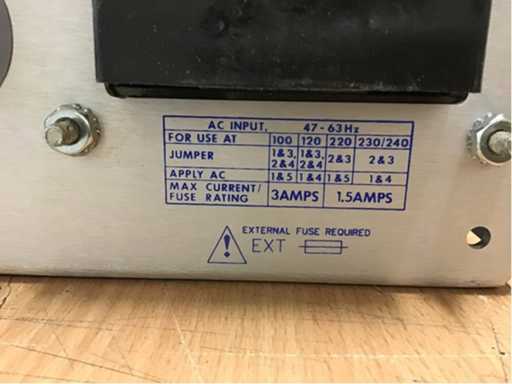 AC INPUT, 47-63Hz
FOR USE AT 100 120 220 230/240
JUMPER 1&3, 2&4 1&3, 2&4 2&3 2&3
APPLY AC 1&5 1&4 1&5 1&4
MAX CURRENT/ FUSE RATING 3AMPS 1.5AMPS
EXTERNAL FUSE REQUIRED
EXT